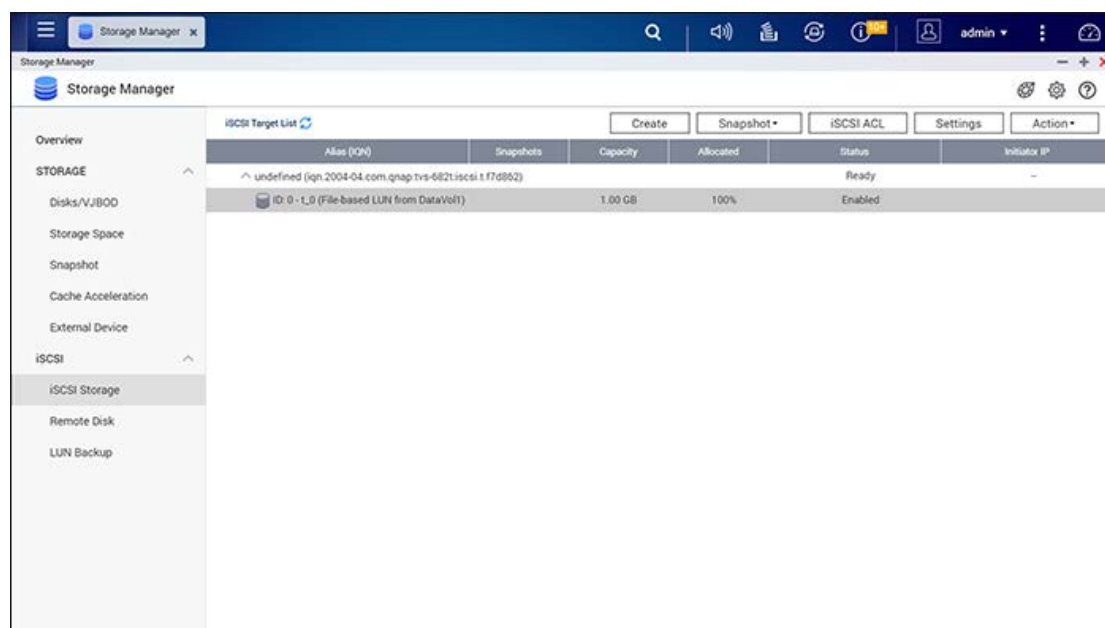 Storage Manager x
10+
admin
Storage Manager
Storage Manager
Overview
STORAGE
Disks/VJBOD
Storage Space
Snapshot
Cache Acceleration
External Device
iSCSI
iSCSI Storage
Remote Disk
LUN Backup
iSCSI Target List
Create Snapshot iSCSI ACL Settings Action
Alias (IQN) Snapshots Capacity Allocated Status Initiator IP
undefined (iqn.2004-04.com.qnap:tvs-682t:iscsi.t.f7d862) Ready --
ID: 0 - t_0 (File-based LUN from DataVol1) 1.00 GB 100% Enabled